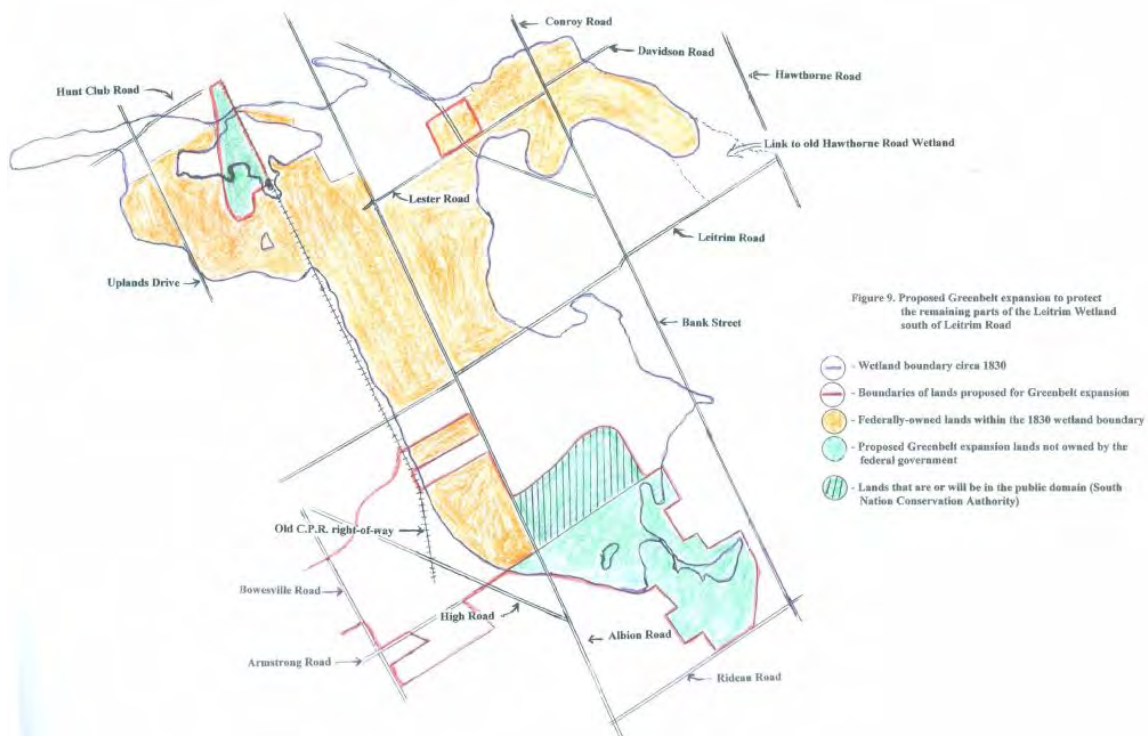 Conroy Road
Davidson Road
Hawthorne Road
Hunt Club Road
Link to old Hawthorne Road Wetland
Lester Road
Leitrim Road
Uplands Drive
Bank Street
Figure 9. Proposed Greenbelt expansion to protect
the remaining parts of the Leitrim Wetland
south of Leitrim Road
- Wetland boundary circa 1830
- Boundaries of lands proposed for Greenbelt expansion
- Federally-owned lands within the 1830 wetland boundary
- Proposed Greenbelt expansion lands not owned by the
federal government
- Lands that are or will be in the public domain (South
Nation Conservation Authority)
Old C.P.R. right-of-way
Bowesville Road
High Road
Albion Road
Armstrong Road
Rideau Road